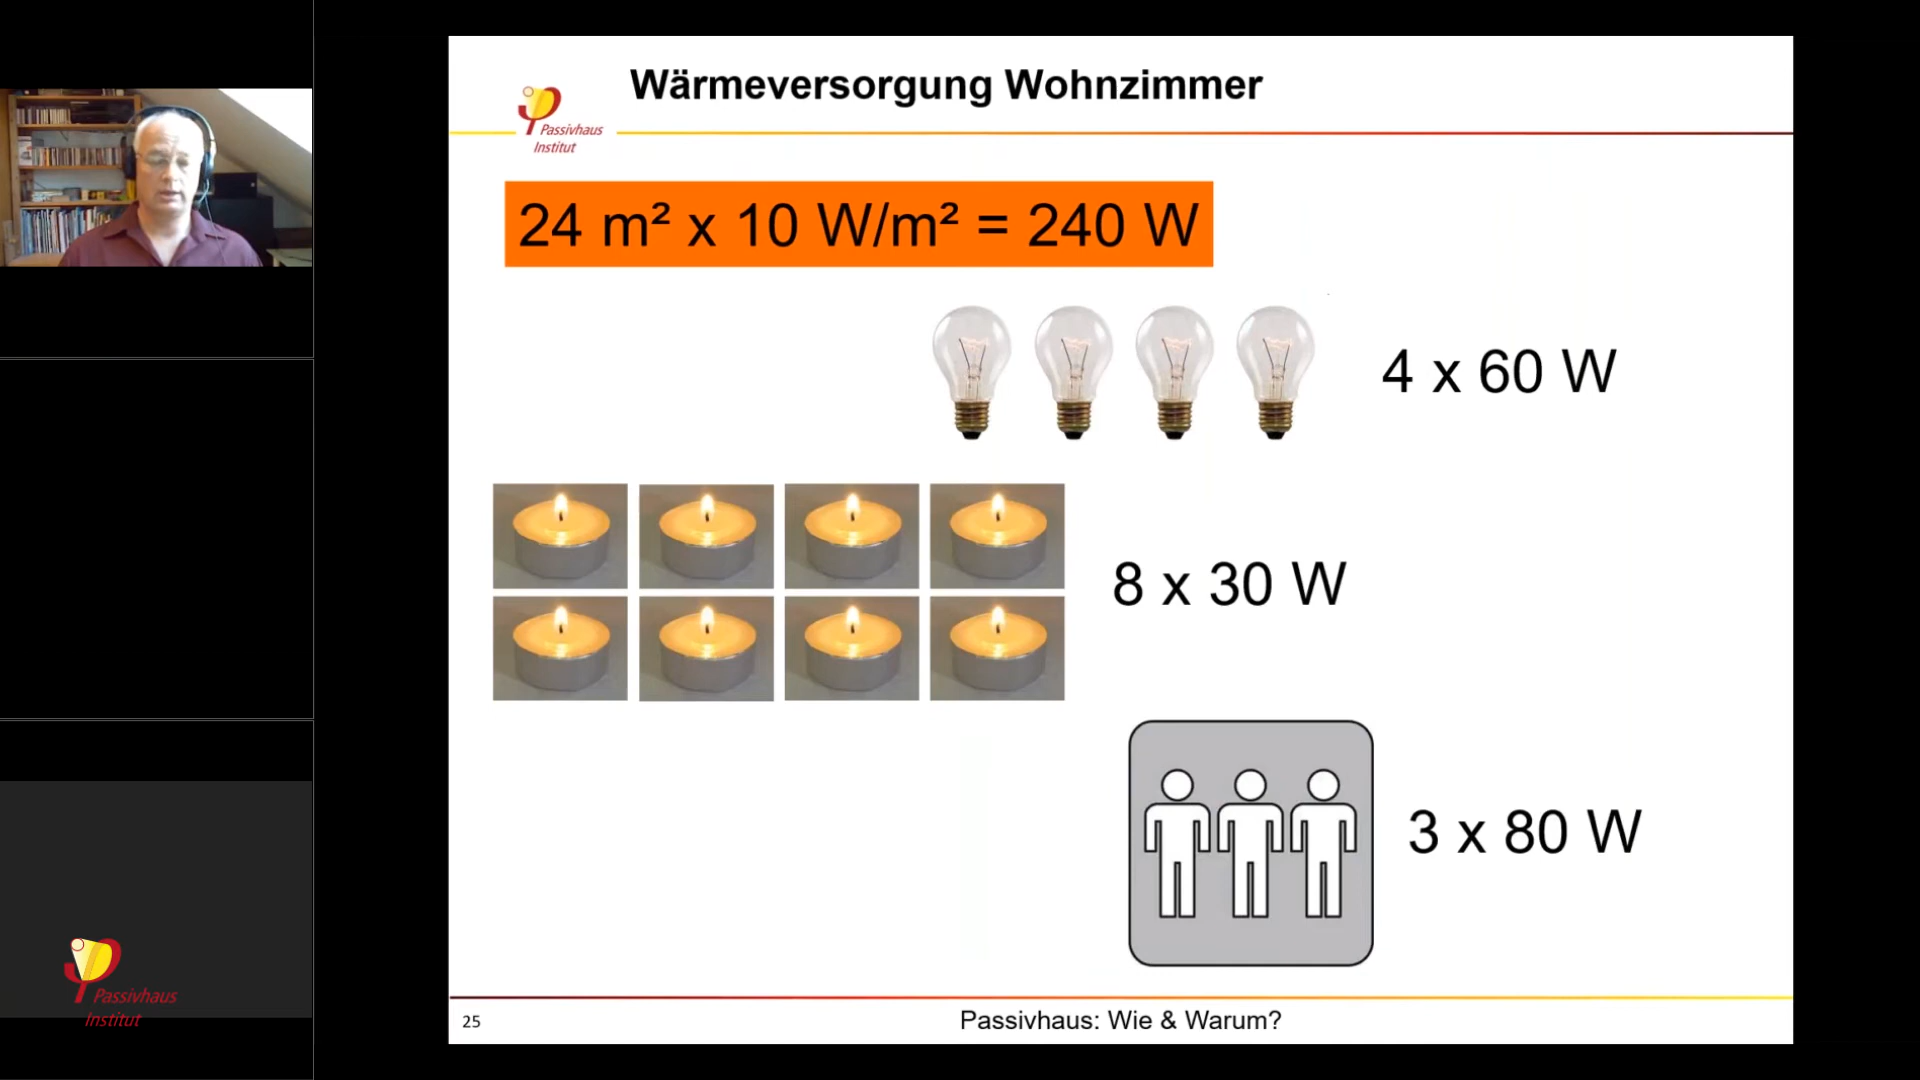 Wärmeversorgung Wohnzimmer
Passivhaus
Institut
24 m² x 10 W/m² = 240 W
4 x 60 W
8 x 30 W
3 x 80 W
25
Passivhaus: Wie & Warum?
Passivhaus
Institut